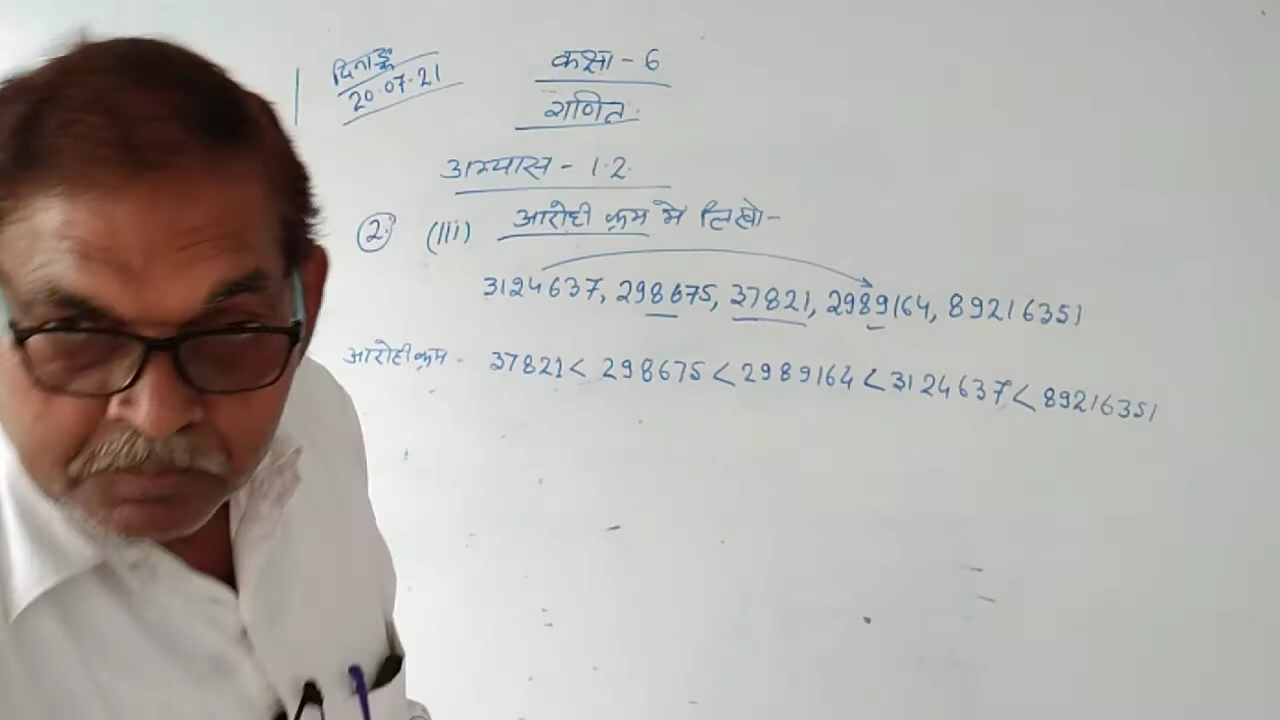 दिनाङ्क
20.07.21
कक्षा - 6
गणित.
अभ्यास - 1.2.
2. (iii) आरोही क्रम मे लिखो -
3124637, 298675, 37821, 2989164, 89216351
आरोही क्रम - 37821 < 298675 < 2989164 < 3124637 < 89216351